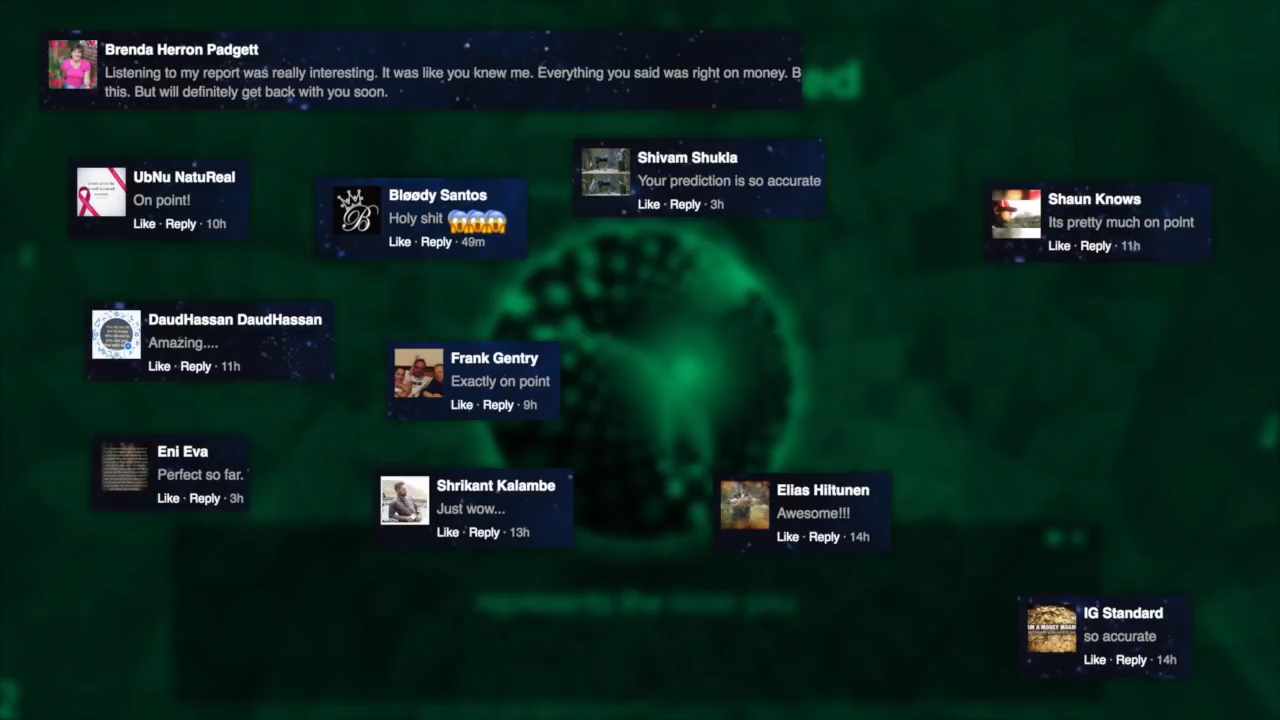 Brenda Herron Padgett
Listening to my report was really interesting. It was like you knew me. Everything you said was right on money. B
this. But will definitely get back with you soon.
ed
UbNu NatuReal
On point!
Like · Reply · 10h
Bløødy Santos
Holy shit 😱😱😱
Like · Reply · 49m
Shivam Shukla
Your prediction is so accurate
Like · Reply · 3h
Shaun Knows
Its pretty much on point
Like · Reply · 11h
DaudHassan DaudHassan
Amazing....
Like · Reply · 11h
Frank Gentry
Exactly on point
Like · Reply · 9h
Eni Eva
Perfect so far.
Like · Reply · 3h
Shrikant Kalambe
Just wow...
Like · Reply · 13h
Elias Hiltunen
Awesome!!!
Like · Reply · 14h
represents the inner you
IG Standard
so accurate
Like · Reply · 14h